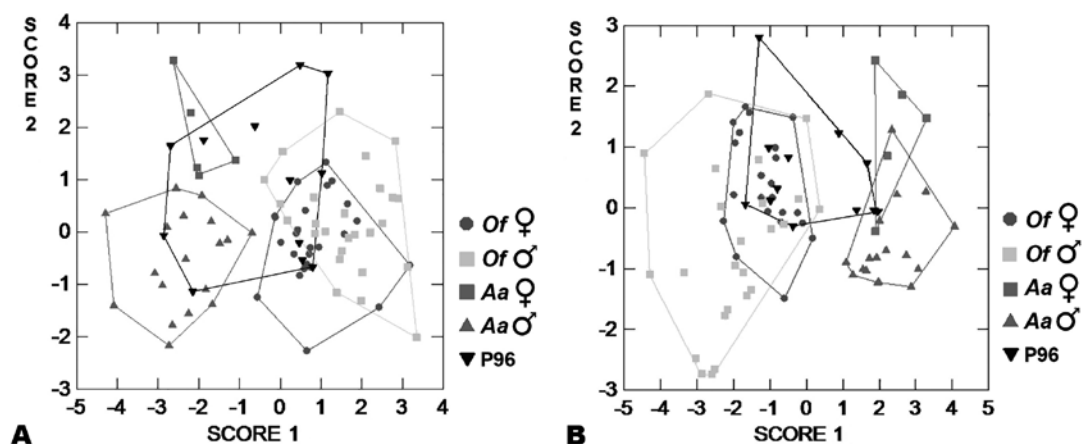 4
3
2
1
0
-1
-2
-3
-5 -4 -3 -2 -1 0 1 2 3 4
SCORE 2
SCORE 1
A
Of ♀
Of ♂
Aa ♀
Aa ♂
P96
3
2
1
0
-1
-2
-3
-5 -4 -3 -2 -1 0 1 2 3 4 5
SCORE 2
SCORE 1
B
Of ♀
Of ♂
Aa ♀
Aa ♂
P96